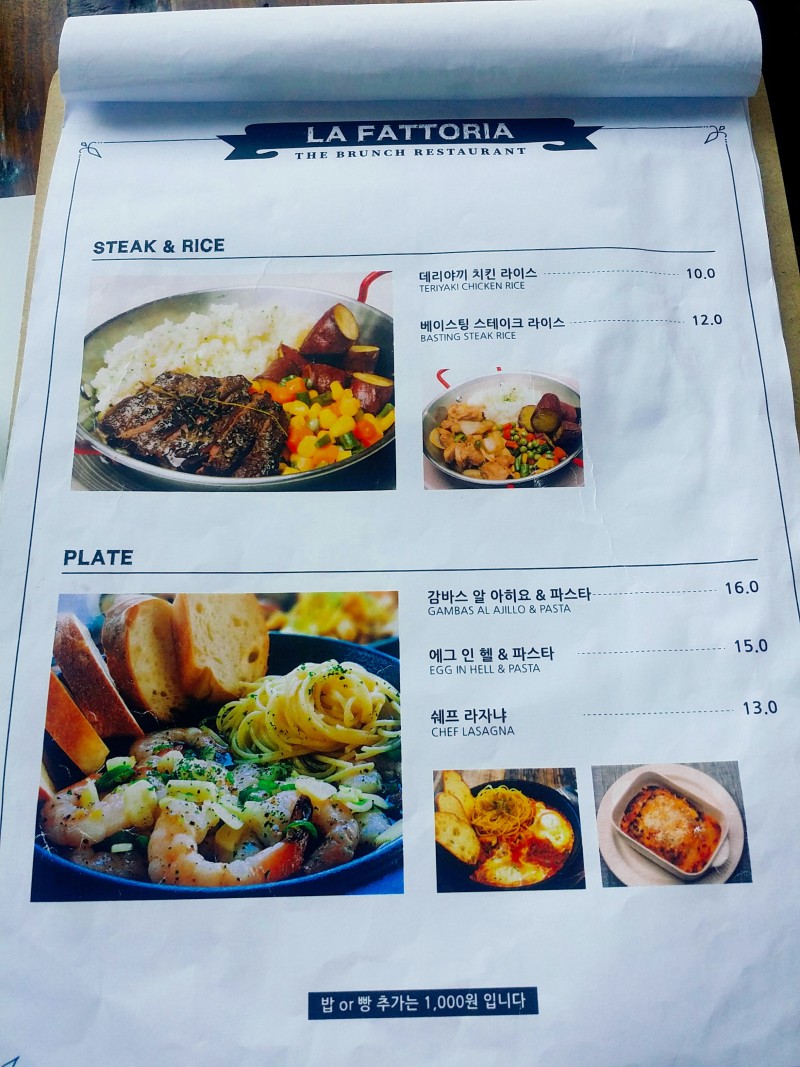 LA FATTORIA
THE BRUNCH RESTAURANT
STEAK & RICE
데리야끼 치킨 라이스 10.0
TERIYAKI CHICKEN RICE
베이스팅 스테이크 라이스 12.0
BASTING STEAK RICE
PLATE
감바스 알 아히요 & 파스타 16.0
GAMBAS AL AJILLO & PASTA
에그 인 헬 & 파스타 15.0
EGG IN HELL & PASTA
쉐프 라자냐 13.0
CHEF LASAGNA
밥 or 빵 추가는 1,000원 입니다